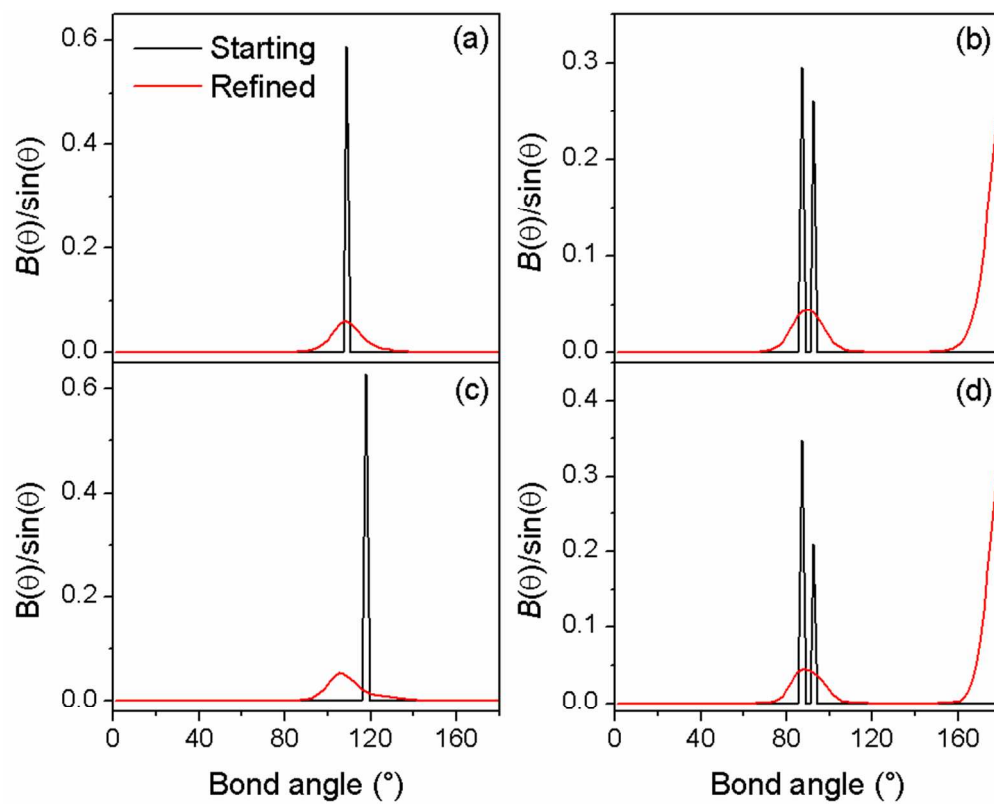 (a)
Starting
Refined
0.6
0.4
0.2
0.0
B(θ)/sin(θ)
(b)
0.3
0.2
0.1
0.0
B(θ)/sin(θ)
(c)
0.6
0.4
0.2
0.0
B(θ)/sin(θ)
0 40 80 120 160
Bond angle (°)
(d)
0.4
0.3
0.2
0.1
0.0
B(θ)/sin(θ)
0 40 80 120 160
Bond angle (°)